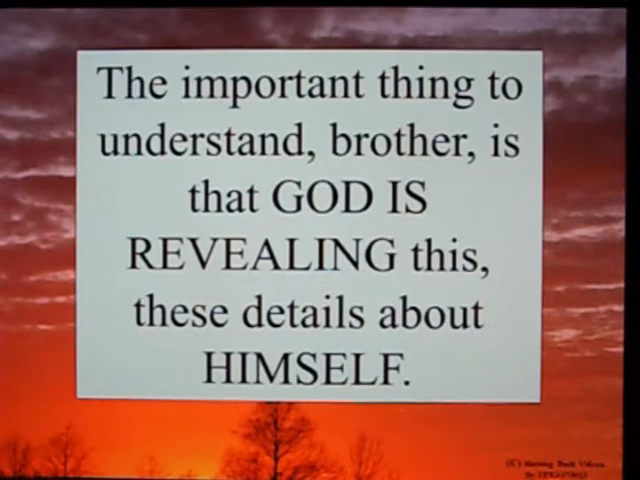 The important thing to
understand, brother, is
that GOD IS
REVEALING this,
these details about
HIMSELF.